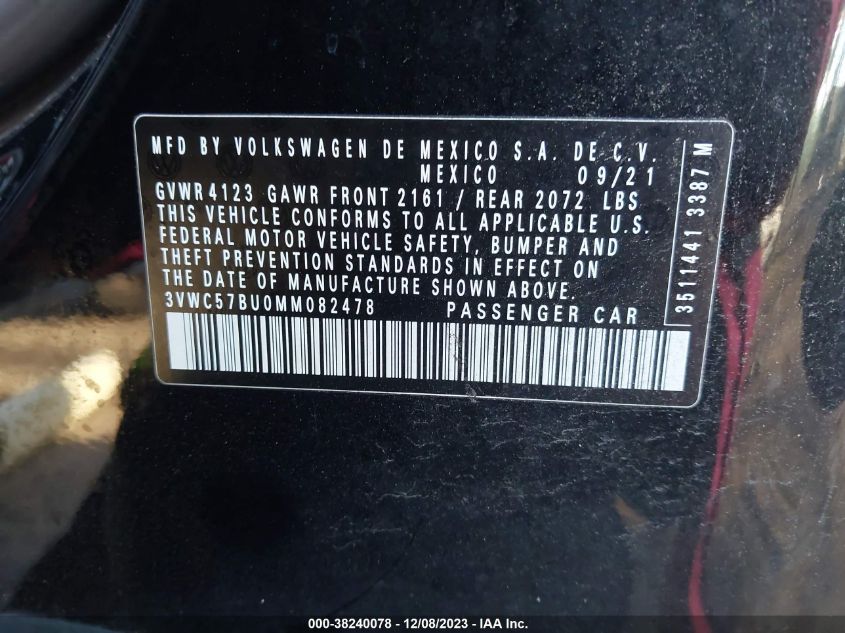 MFD BY VOLKSWAGEN DE MEXICO S.A. DE C.V.
MEXICO 09/21
GVWR 4123 GAWR FRONT 2161 / REAR 2072 LBS
THIS VEHICLE CONFORMS TO ALL APPLICABLE U.S.
FEDERAL MOTOR VEHICLE SAFETY, BUMPER AND
THEFT PREVENTION STANDARDS IN EFFECT ON
THE DATE OF MANUFACTURE SHOWN ABOVE.
3VWC57BU0MM082478 PASSENGER CAR
3511441 3387 M
000-38240078 - 12/08/2023 - IAA Inc.